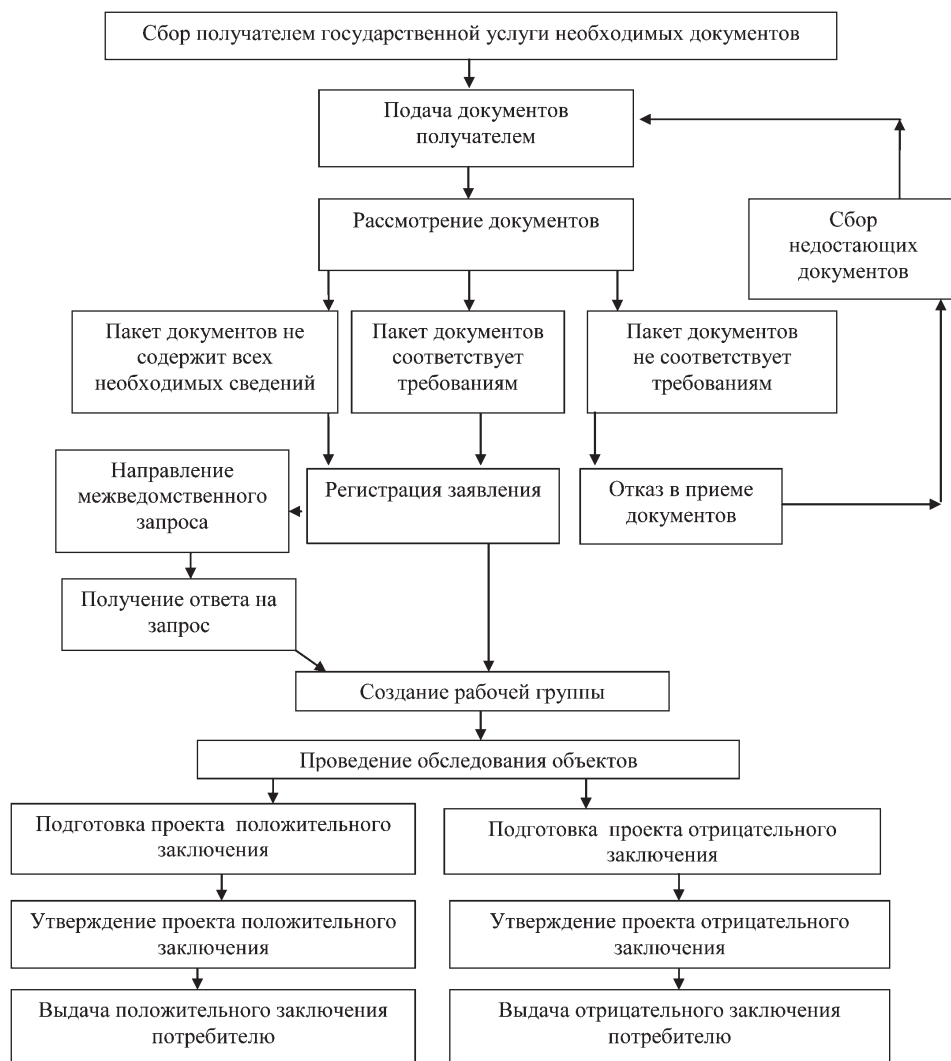 Сбор получателем государственной услуги необходимых документов
Подача документов
получателем
Рассмотрение документов
Сбор
недостающих
документов
Пакет документов не
содержит всех
необходимых сведений
Пакет документов
соответствует
требованиям
Пакет документов
не соответствует
требованиям
Направление
межведомственного
запроса
Регистрация заявления
Отказ в приеме
документов
Получение ответа на
запрос
Создание рабочей группы
Проведение обследования объектов
Подготовка проекта положительного
заключения
Подготовка проекта отрицательного
заключения
Утверждение проекта положительного
заключения
Утверждение проекта отрицательного
заключения
Выдача положительного заключения
потребителю
Выдача отрицательного заключения
потребителю